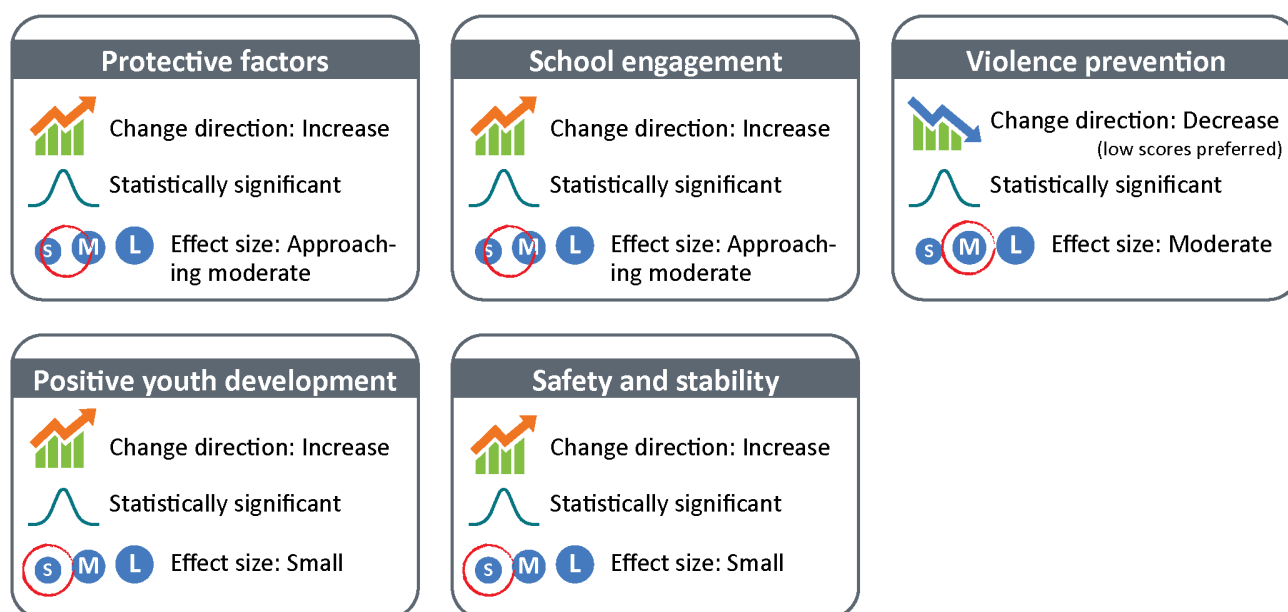 Protective factors
Change direction: Increase
Statistically significant
S M L Effect size: Approach-
ing moderate
School engagement
Change direction: Increase
Statistically significant
S M L Effect size: Approach-
ing moderate
Violence prevention
Change direction: Decrease
(low scores preferred)
Statistically significant
S M L Effect size: Moderate
Positive youth development
Change direction: Increase
Statistically significant
S M L Effect size: Small
Safety and stability
Change direction: Increase
Statistically significant
S M L Effect size: Small